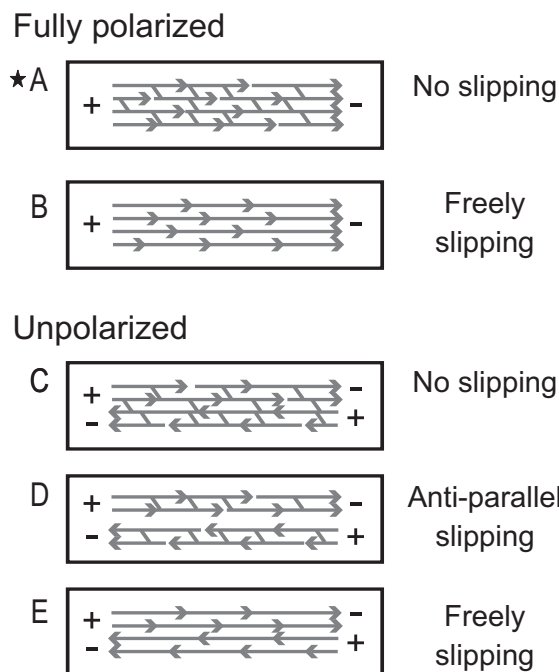 Fully polarized
★A
+
-
No slipping
B
+
-
Freely
slipping
Unpolarized
C
+
-
-
+
No slipping
D
+
-
-
+
Anti-parallel
slipping
E
+
-
-
+
Freely
slipping